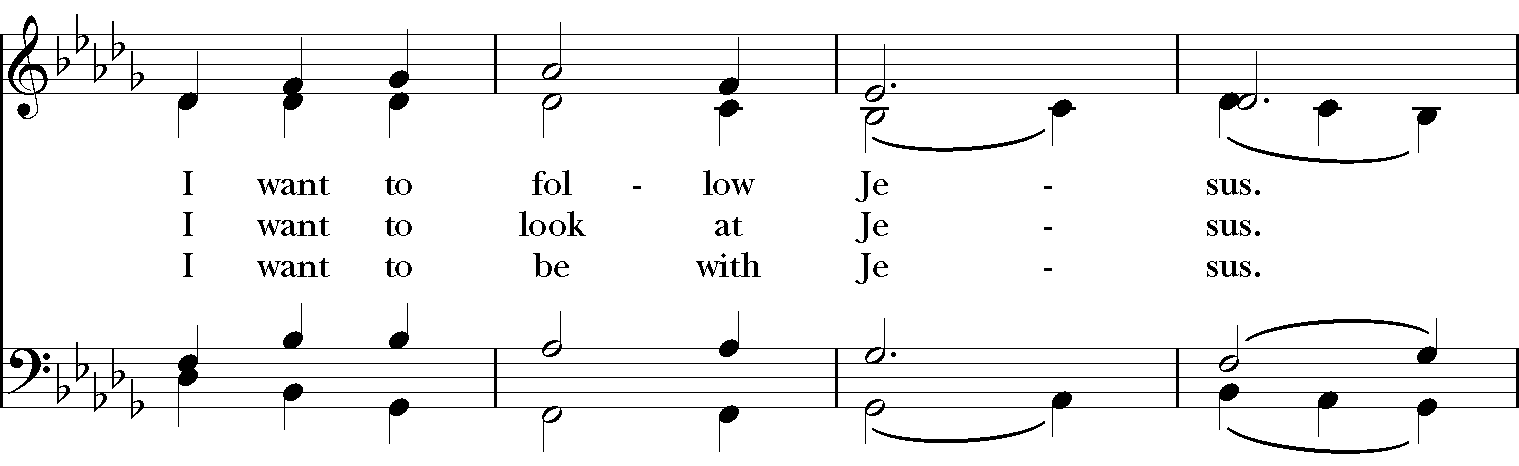 I want to fol - low Je - sus.
I want to look at Je - sus.
I want to be with Je - sus.